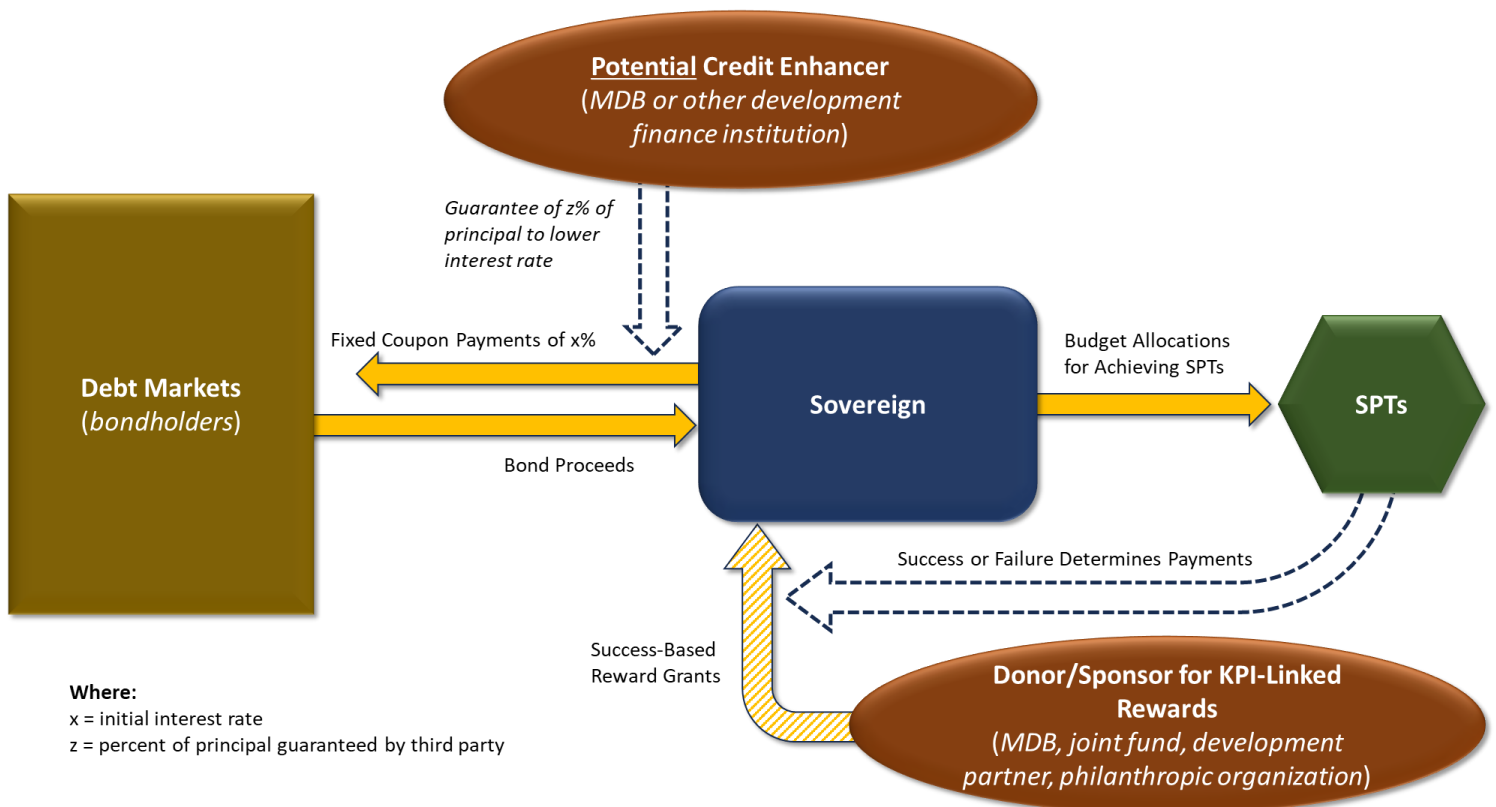 Potential Credit Enhancer
(MDB or other development
finance institution)
Guarantee of z% of
principal to lower
interest rate
Fixed Coupon Payments of x%
Debt Markets
(bondholders)
Bond Proceeds
Sovereign
Budget Allocations
for Achieving SPTs
SPTs
Success or Failure Determines Payments
Success-Based
Reward Grants
Donor/Sponsor for KPI-Linked
Rewards
(MDB, joint fund, development
partner, philanthropic organization)
Where:
x = initial interest rate
z = percent of principal guaranteed by third party